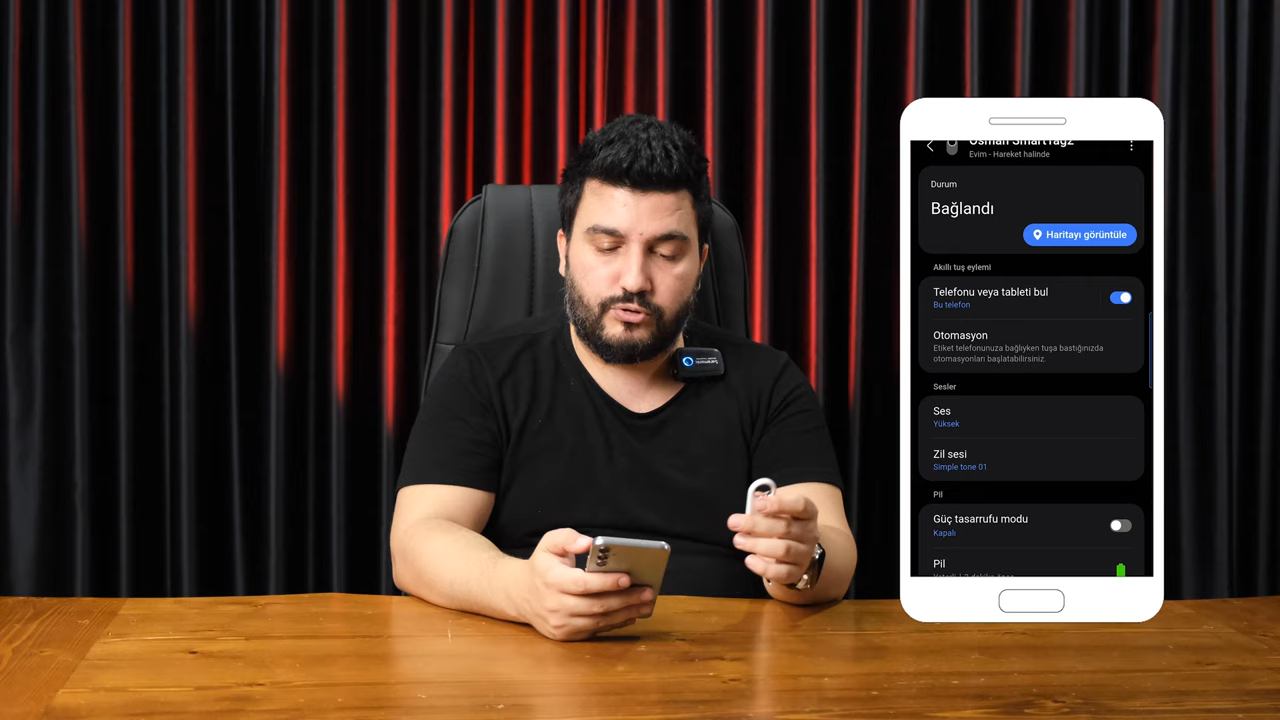 Osman SmartTag2
Evim - Hareket halinde
Durum
Bağlandı
Haritayı görüntüle
Akıllı tuş eylemi
Telefonu veya tableti bul
Bu telefon
Otomasyon
Etiket telefonunuza bağlıyken tuşa bastığınızda
otomasyonları başlatabilirsiniz.
Sesler
Ses
Yüksek
Zil sesi
Simple tone 01
Pil
Güç tasarrufu modu
Kapalı
Pil
Saramonic